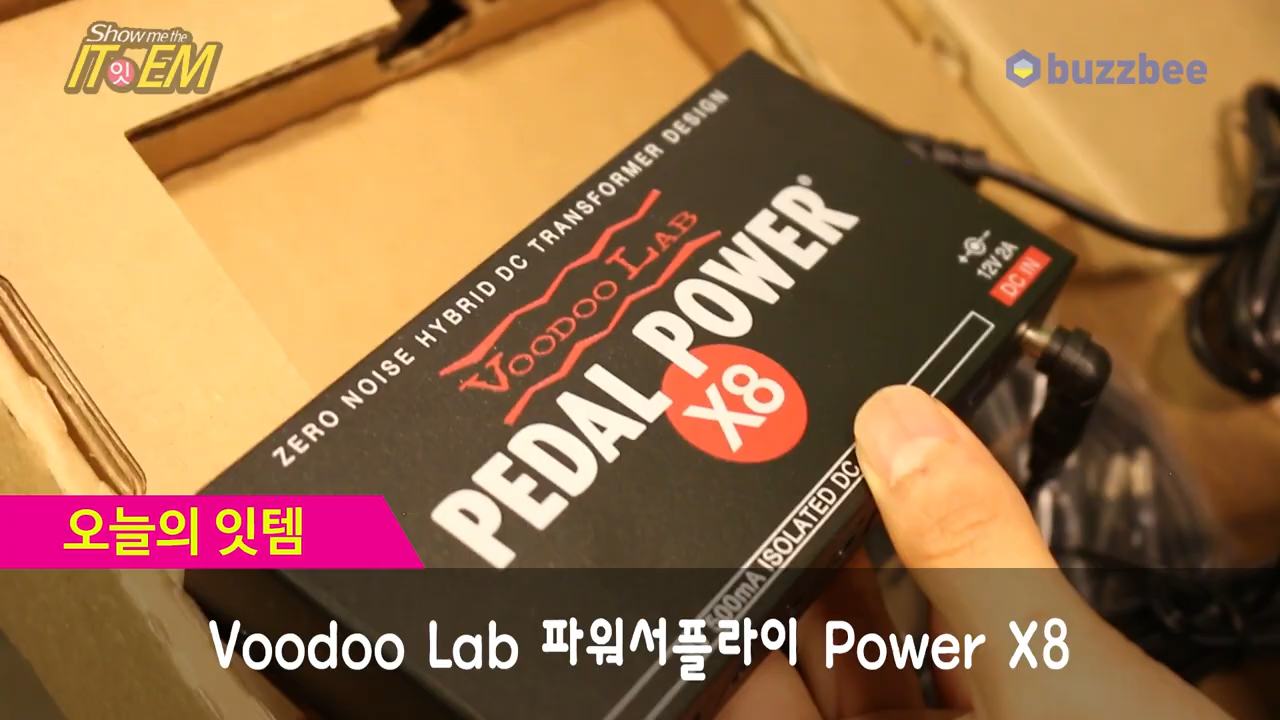 Show me the
IT잇EM
buzzbee
ZERO NOISE HYBRID DC TRANSFORMER DESIGN
VOODOO LAB
PEDAL POWER®
X8
12V 2A
DC IN
500mA ISOLATED DC
오늘의 잇템
Voodoo Lab 파워서플라이 Power X8